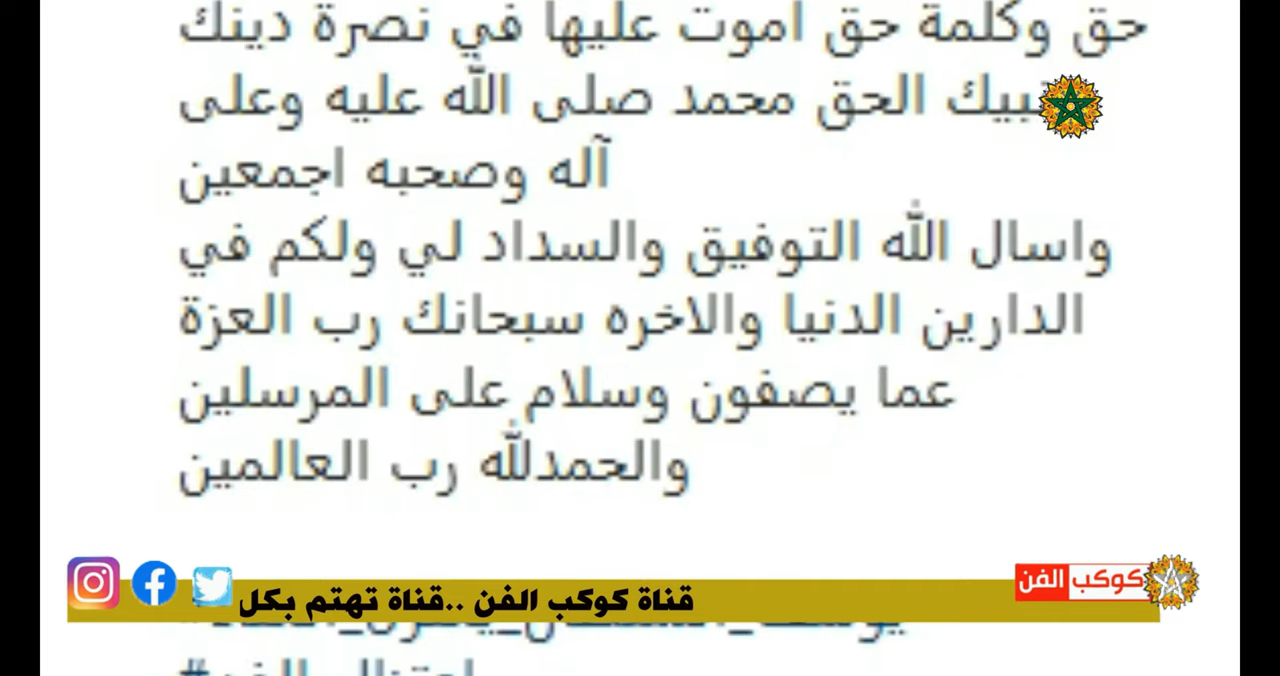 حق وكلمة حق اموت عليها في نصرة دينك
الحق محمد صلى الله عليه وعلى
آله وصحبه اجمعين
واسال الله التوفيق والسداد لي ولكم في
الدارين الدنيا والاخره سبحانك رب العزة
عما يصفون وسلام على المرسلين
والحمدلله رب العالمين
كوكب الفن
قناة كوكب الفن ..قناة تهتم بكل